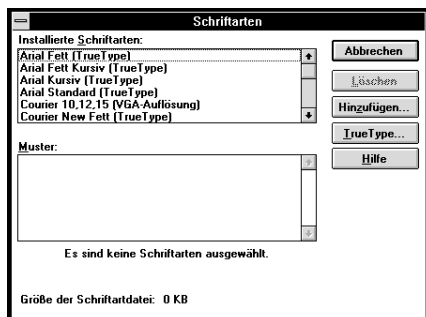 Schriftarten
Installierte Schriftarten:
Arial Fett (TrueType)
Arial Fett Kursiv (TrueType)
Arial Kursiv (TrueType)
Arial Standard (TrueType)
Courier 10,12,15 (VGA-Auflösung)
Courier New Fett (TrueType)
Abbrechen
Löschen
Hinzufügen...
TrueType...
Hilfe
Muster:
Es sind keine Schriftarten ausgewählt.
Größe der Schriftartdatei: 0 KB